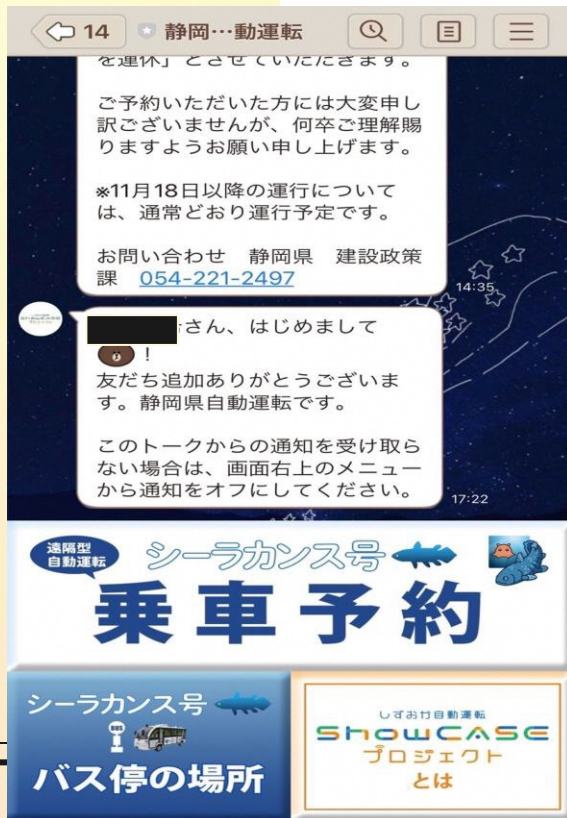 14
静岡…動運転
を運休」とさせていただきます。
ご予約いただいた方には大変申し
訳ございませんが、何卒ご理解賜
りますようお願い申し上げます。
※11月18日以降の運行について
は、通常どおり運行予定です。
お問い合わせ 静岡県 建設政策
課 054-221-2497
14:35
さん、はじめまして
!
友だち追加ありがとうございま
す。静岡県自動運転です。
このトークからの通知を受け取ら
ない場合は、画面右上のメニュー
から通知をオフにしてください。
17:22
遠隔型
自動運転
シーラカンス号
乗車予約
シーラカンス号
BUS
バス停の場所
しずおか自動運転
ShowCASE
プロジェクト
とは